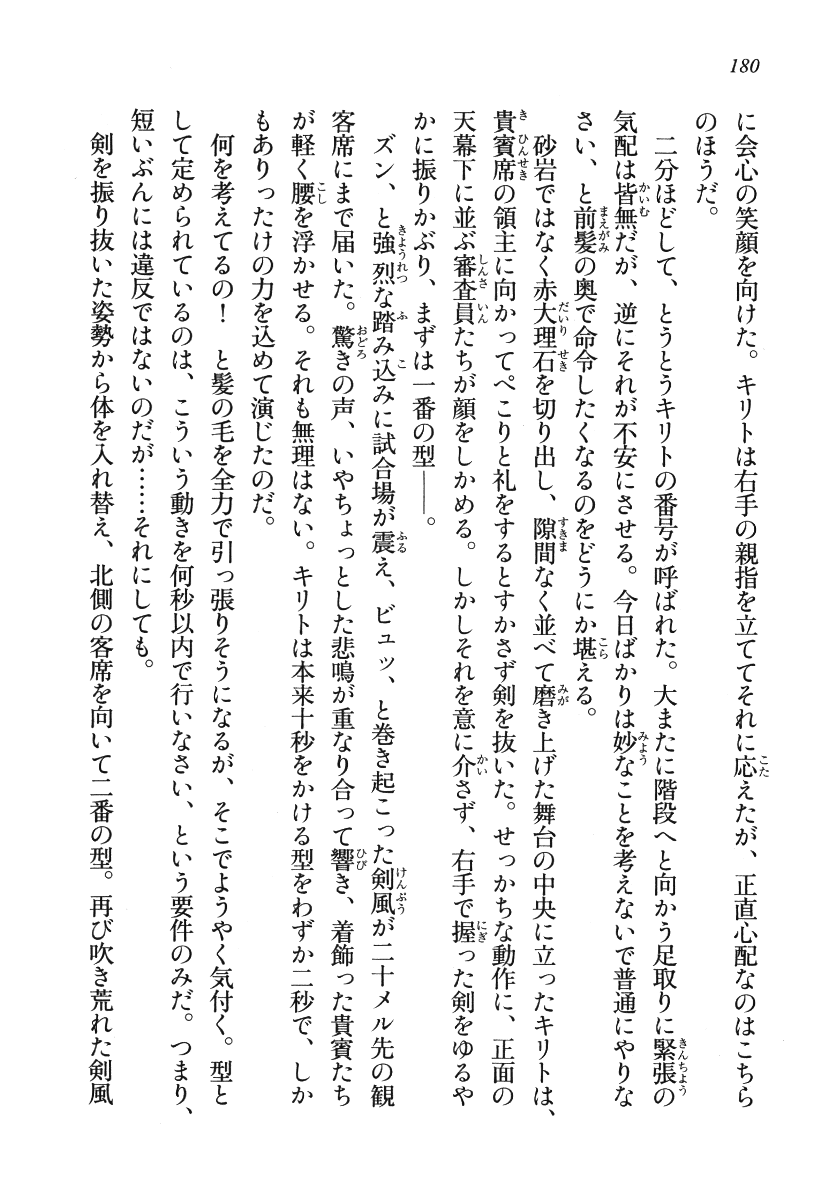 180
に会心の笑顔を向けた。キリトは右手の親指を立ててそれに応えたが、正直心配なのはこちら
のほうだ。
　二分ほどして、とうとうキリトの番号が呼ばれた。大またに階段へと向かう足取りに緊張の
気配は皆無だが、逆にそれが不安にさせる。今日ばかりは妙なことを考えないで普通にやりな
さい、と前髪の奥で命令したくなるのをどうにか堪える。
　砂岩ではなく赤大理石を切り出し、隙間なく並べて磨き上げた舞台の中央に立ったキリトは、
貴賓席の領主に向かってぺこりと礼をするとすかさず剣を抜いた。せっかちな動作に、正面の
天幕下に並ぶ審査員たちが顔をしかめる。しかしそれを意に介さず、右手で握った剣をゆるや
かに振りかぶり、まずは一番の型――。
　ズン、と強烈な踏み込みに試合場が震え、ビュッ、と巻き起こった剣風が二十メル先の観
客席にまで届いた。驚きの声、いやちょっとした悲鳴が重なり合って響き、着飾った貴賓たち
が軽く腰を浮かせる。それも無理はない。キリトは本来十秒をかける型をわずか二秒で、しか
もありったけの力を込めて演じたのだ。
　何を考えてるの！　と髪の毛を全力で引っ張りそうになるが、そこでようやく気付く。型と
して定められているのは、こういう動きを何秒以内で行いなさい、という要件のみだ。つまり、
短いぶんには違反ではないのだが……それにしても。
　剣を振り抜いた姿勢から体を入れ替え、北側の客席を向いて二番の型。再び吹き荒れた剣風